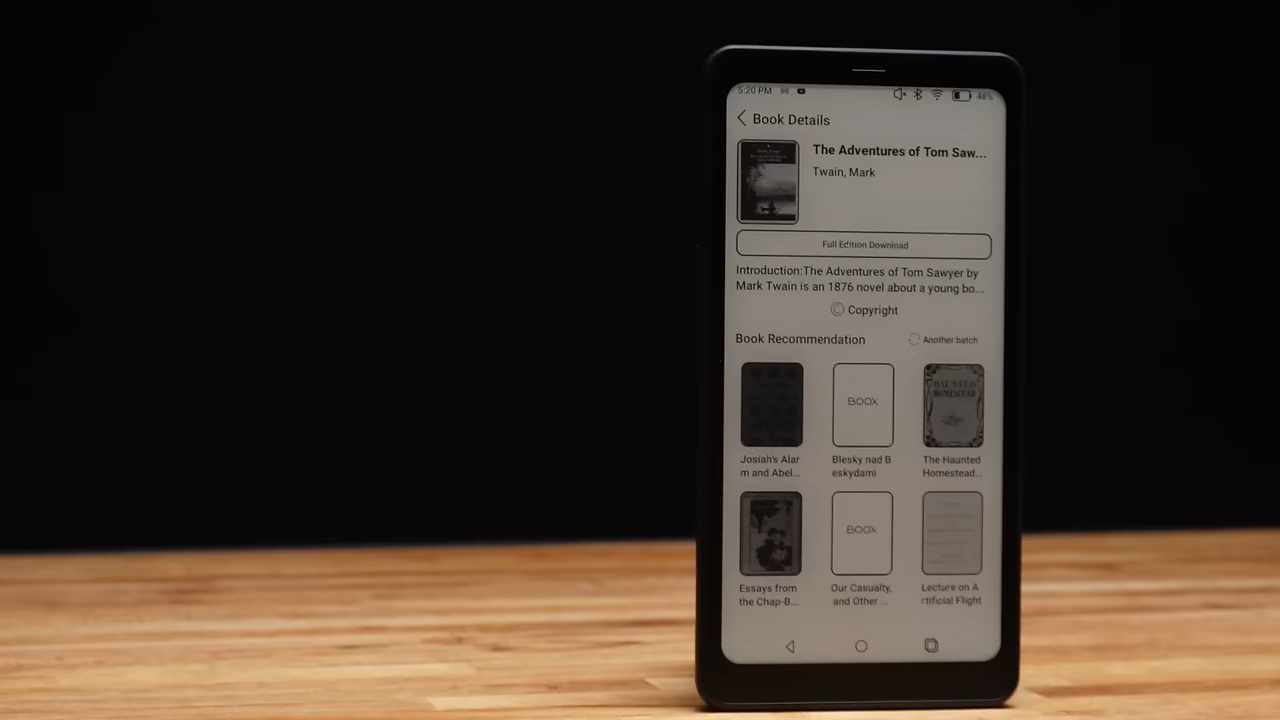 5:20 PM
48%
Book Details
The Adventures of Tom Saw...
Twain, Mark
Full Edition Download
Introduction:The Adventures of Tom Sawyer by
Mark Twain is an 1876 novel about a young bo...
© Copyright
Book Recommendation
Another batch
BOOX
HAUNTED
HOMESTEAD
Josiah's Alar
m and Abel...
Blesky nad B
eskydami
The Haunted
Homestead...
BOOX
Essays from
the Chap-B...
Our Casualty,
and Other ...
Lecture on A
rtificial Flight